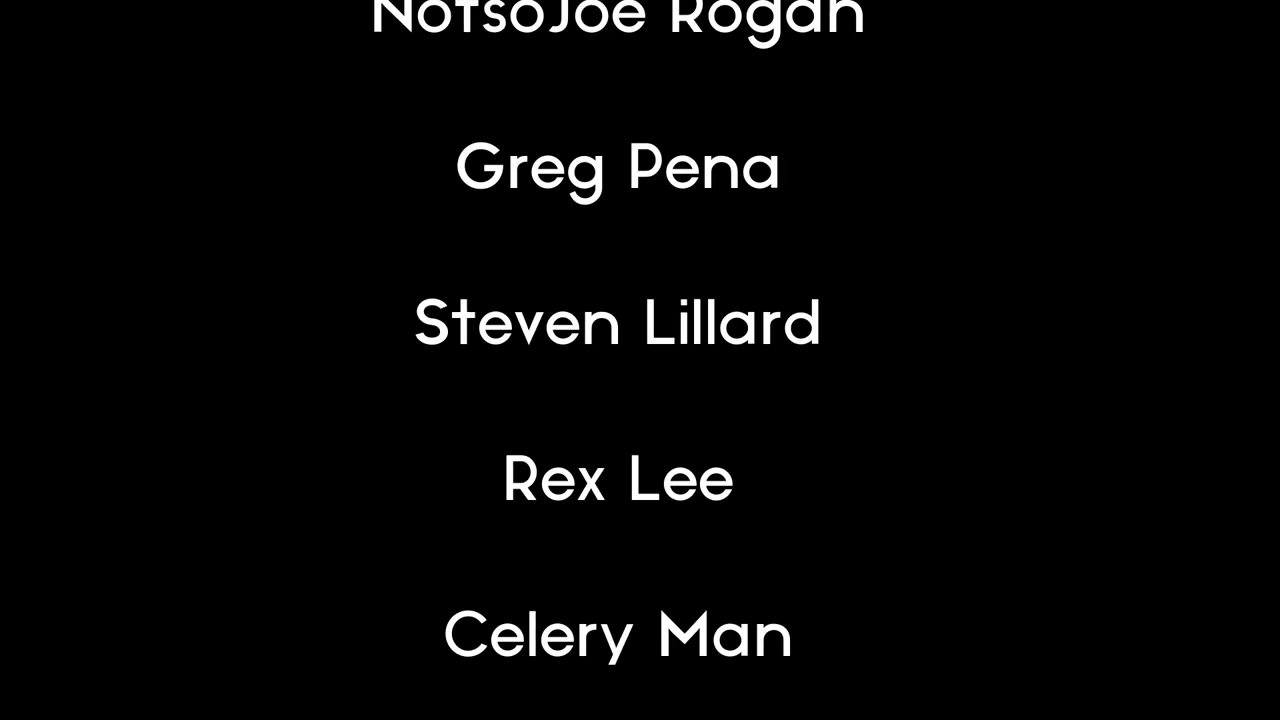 NotsoJoe Rogan
Greg Pena
Steven Lillard
Rex Lee
Celery Man